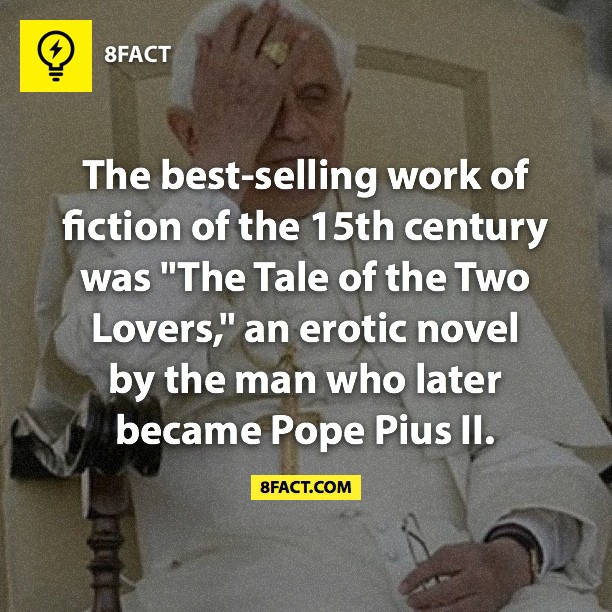 8FACT
The best-selling work of
fiction of the 15th century
was "The Tale of the Two
Lovers," an erotic novel
by the man who later
became Pope Pius II.
8FACT.COM